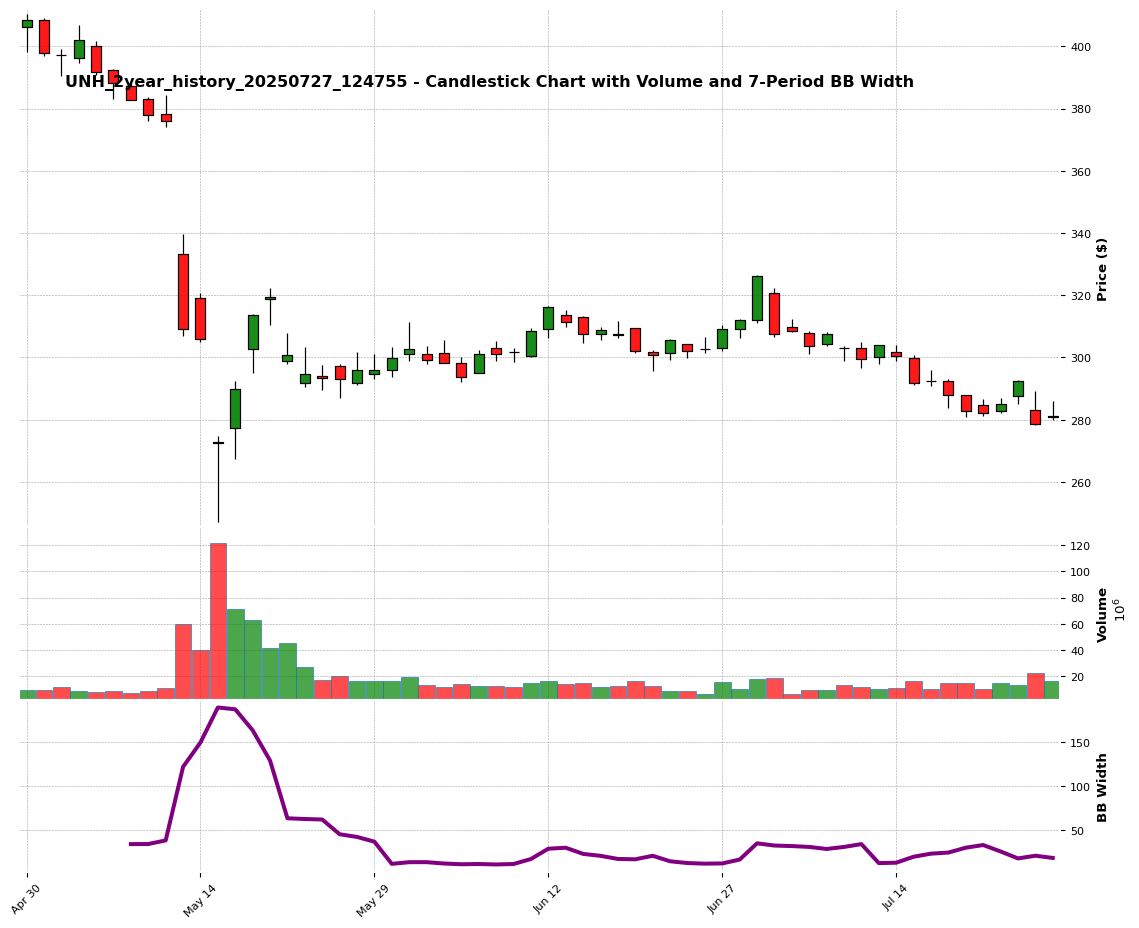 UNH_2year_history_20250727_124755 - Candlestick Chart with Volume and 7-Period BB Width
400
380
360
340
320
300
280
260
Price ($)
120
100
80
60
40
20
Volume
10^6
150
100
50
BB Width
Apr 30
May 14
May 29
Jun 12
Jun 27
Jul 14